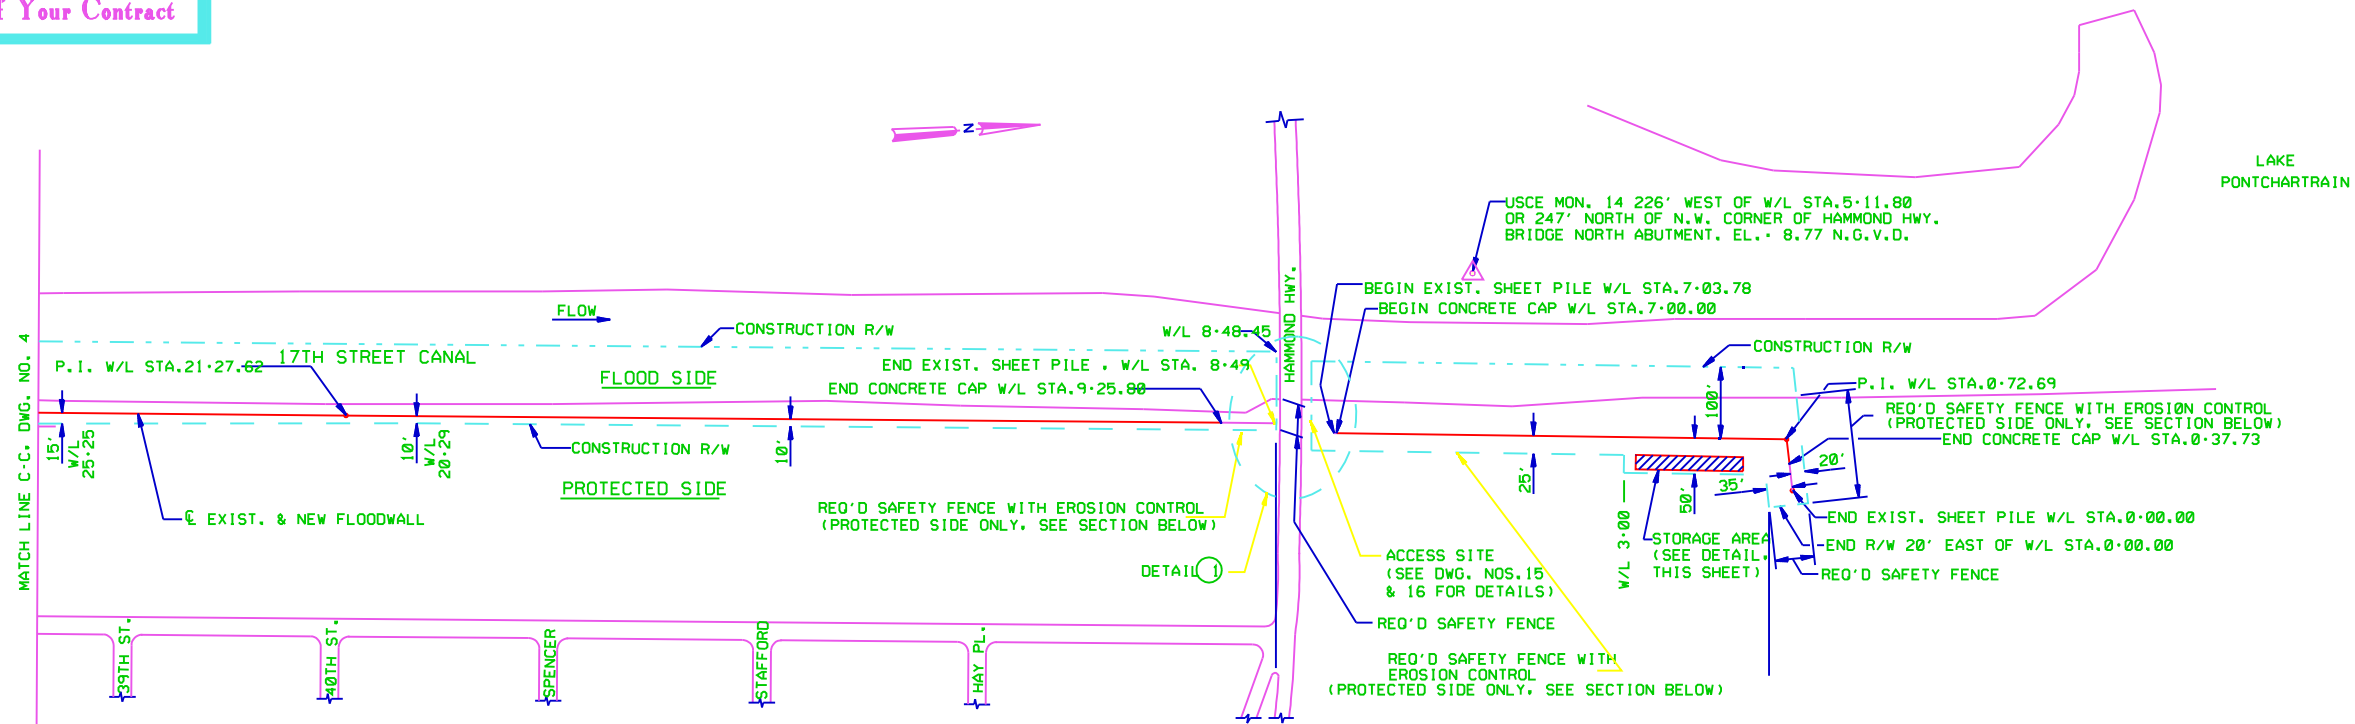 f Your Contract
N
LAKE
PONTCHARTRAIN
USCE MON. 14 226' WEST OF W/L STA.5+11.80
OR 247' NORTH OF N.W. CORNER OF HAMMOND HWY.
BRIDGE NORTH ABUTMENT. EL.= 8.77 N.G.V.D.
BEGIN EXIST. SHEET PILE W/L STA.7+03.78
BEGIN CONCRETE CAP W/L STA.7+00.00
HAMMOND HWY.
FLOW
CONSTRUCTION R/W
W/L 8+48.45
MATCH LINE C-C, DWG. NO. 4
P.I. W/L STA.21+27.62
17TH STREET CANAL
FLOOD SIDE
END EXIST. SHEET PILE , W/L STA. 8+49
END CONCRETE CAP W/L STA.9+25.80
CONSTRUCTION R/W
100'
P.I. W/L STA.0+72.69
REQ'D SAFETY FENCE WITH EROSION CONTROL
(PROTECTED SIDE ONLY, SEE SECTION BELOW)
END CONCRETE CAP W/L STA.0+37.73
15'
W/L
25+25
10'
W/L
20+29
CONSTRUCTION R/W
10'
PROTECTED SIDE
25'
50'
35'
20'
℄ EXIST. & NEW FLOODWALL
REQ'D SAFETY FENCE WITH EROSION CONTROL
(PROTECTED SIDE ONLY, SEE SECTION BELOW)
DETAIL 1
ACCESS SITE
(SEE DWG. NOS.15
& 16 FOR DETAILS)
W/L 3+00
STORAGE AREA
(SEE DETAIL,
THIS SHEET)
END EXIST. SHEET PILE W/L STA.0+00.00
END R/W 20' EAST OF W/L STA.0+00.00
REQ'D SAFETY FENCE
REQ'D SAFETY FENCE
REQ'D SAFETY FENCE WITH
EROSION CONTROL
(PROTECTED SIDE ONLY, SEE SECTION BELOW)
39TH ST.
40TH ST.
SPENCER
STAFFORD
HAY PL.